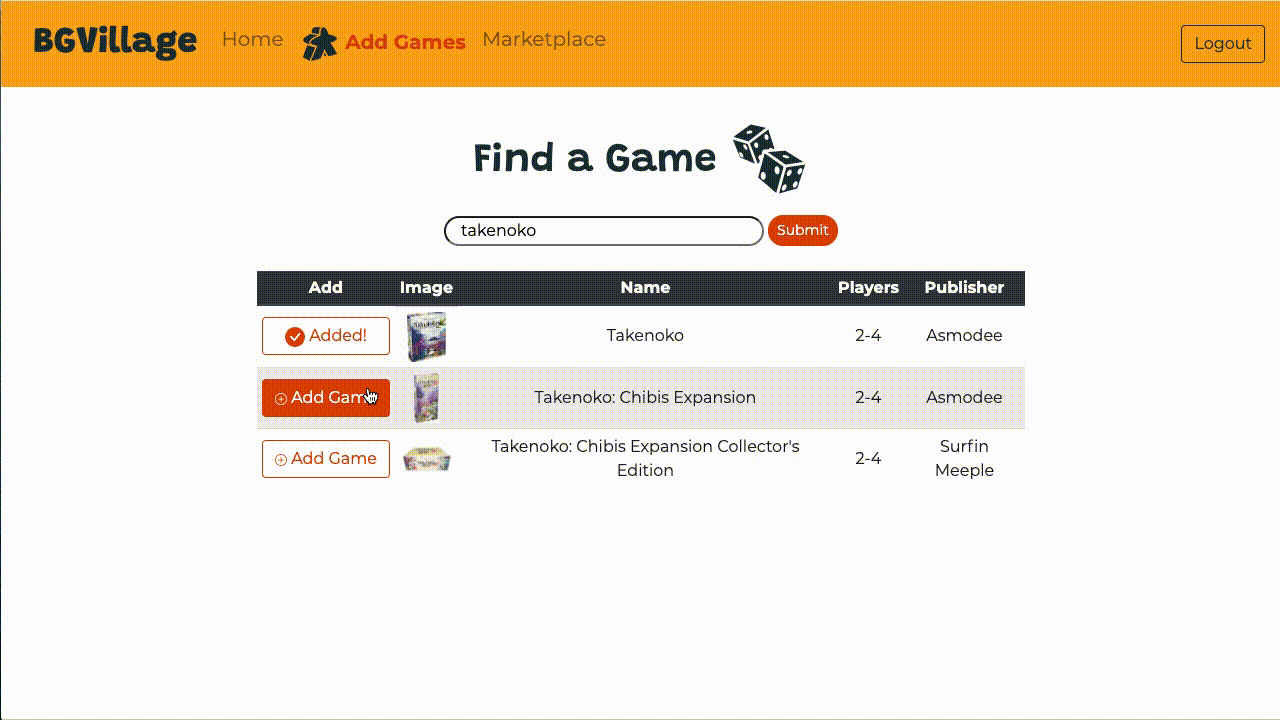 BGVillage Home Add Games Marketplace Logout
Find a Game
takenoko Submit
Add Image Name Players Publisher
Added! Takenoko 2-4 Asmodee
Add Gam Takenoko: Chibis Expansion 2-4 Asmodee
Add Game Takenoko: Chibis Expansion Collector's Edition 2-4 Surfin Meeple